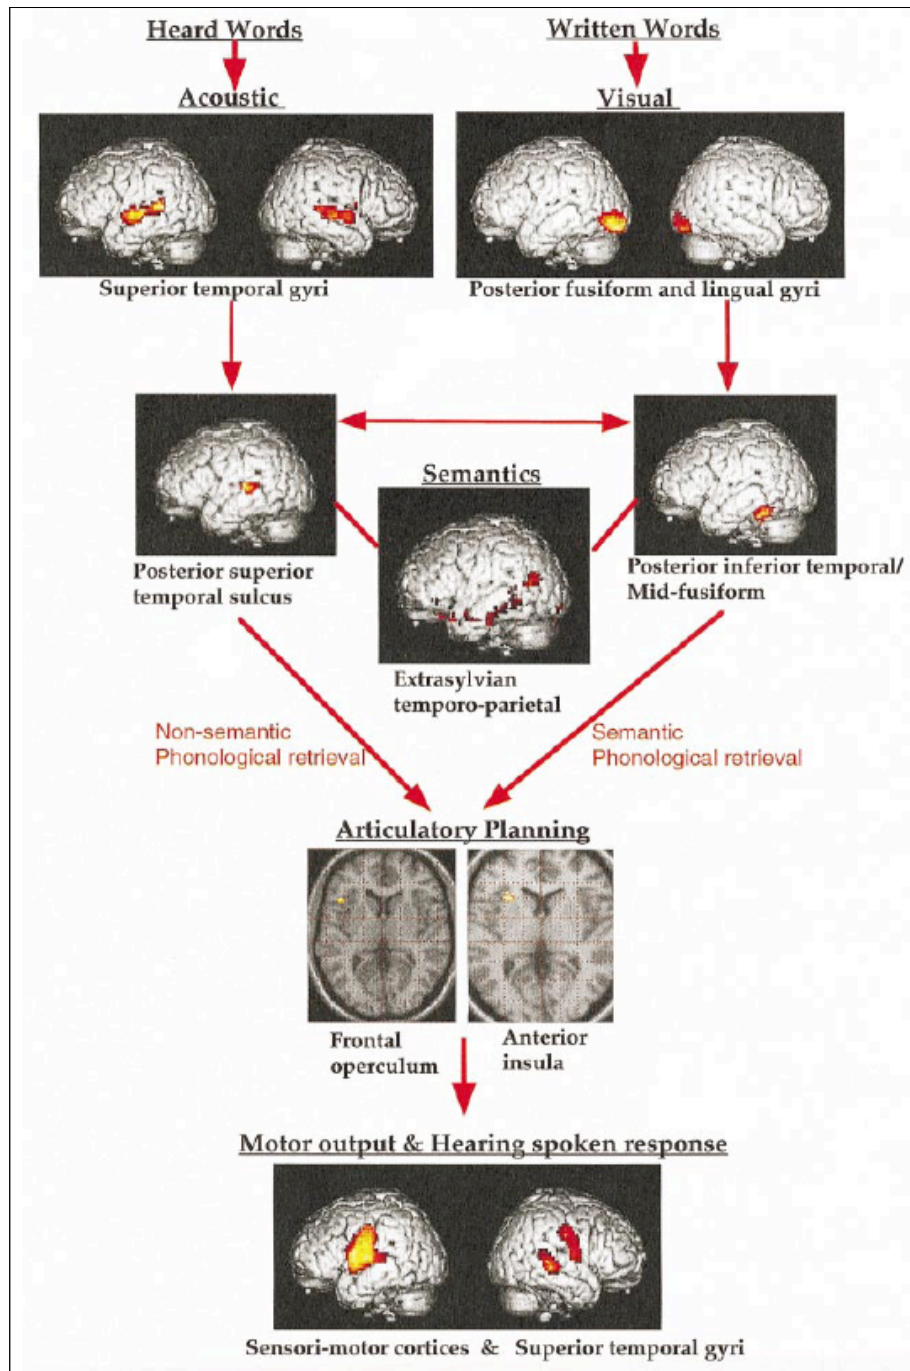 Heard Words
Written Words
Acoustic
Visual
Superior temporal gyri
Posterior fusiform and lingual gyri
Semantics
Posterior superior
temporal sulcus
Posterior inferior temporal/
Mid-fusiform
Extrasylvian
temporo-parietal
Non-semantic
Phonological retrieval
Semantic
Phonological retrieval
Articulatory Planning
Frontal
operculum
Anterior
insula
Motor output & Hearing spoken response
Sensori-motor cortices & Superior temporal gyri